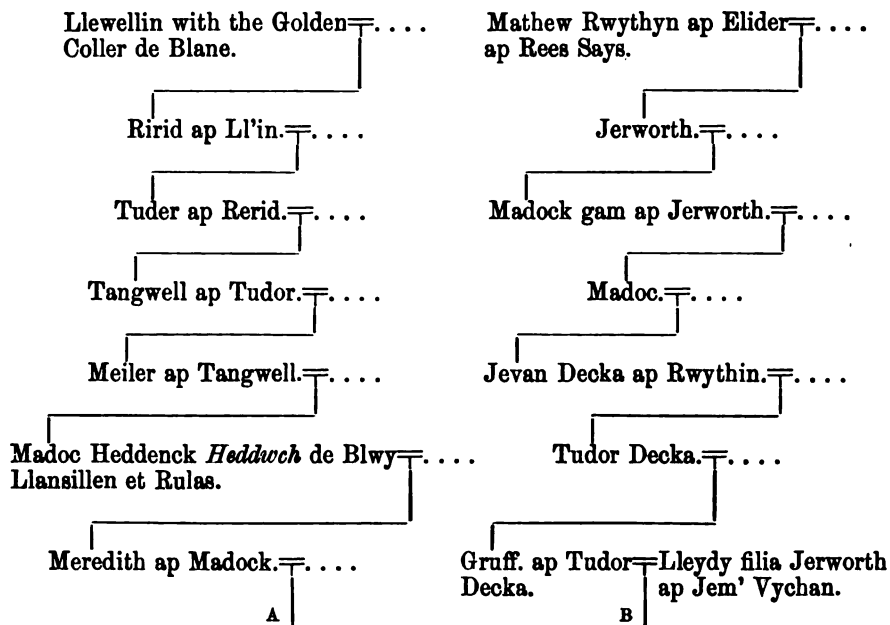 Llewellin with the Golden Coller de Blane.
Mathew Rwythyn ap Elider ap Rees Says.
Ririd ap Ll'in.
Jerworth.
Tuder ap Rerid.
Madock gam ap Jerworth.
Tangwell ap Tudor.
Madoc.
Meiler ap Tangwell.
Jevan Decka ap Rwythin.
Madoc Heddenck Heddwch de Blwy Llansillen et Rulas.
Tudor Decka.
Meredith ap Madock.
Gruff. ap Tudor Decka.
Lleydy filia Jerworth ap Jem' Vychan.
A
B